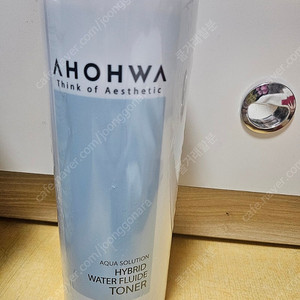 AHOHWA
Think of Aesthetic
AQUA SOLUTION
HYBRID
WATER FLUIDE
TONER